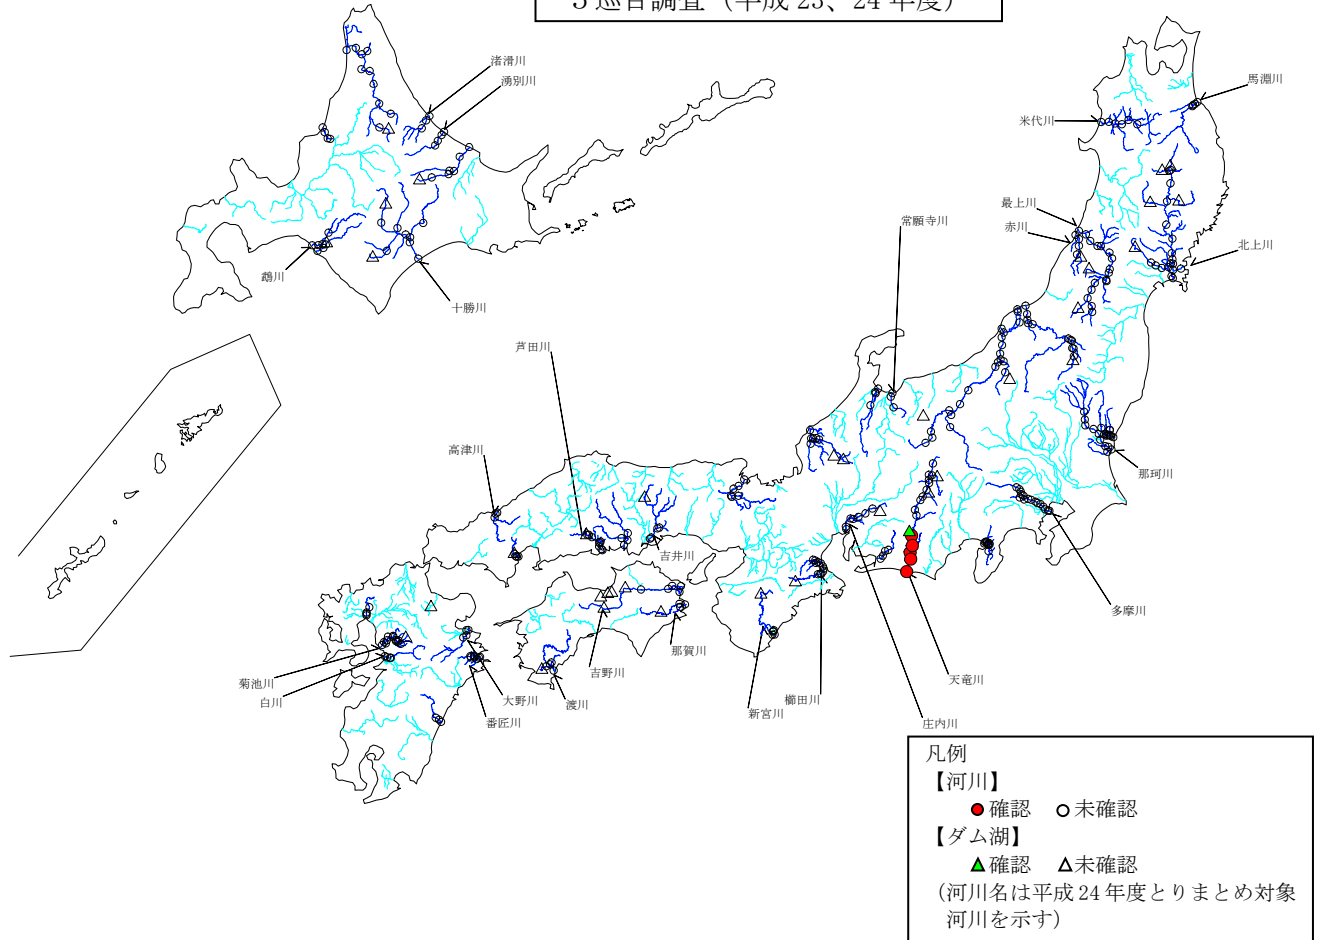 5 巡目調査（平成 23、24 年度）
渚滑川
湧別川
馬淵川
米代川
最上川
赤川
常願寺川
北上川
鵡川
十勝川
芦田川
高津川
那珂川
吉井川
多摩川
菊池川
白川
大野川
番匠川
渡川
吉野川
那賀川
新宮川
櫛田川
天竜川
庄内川
凡例
【河川】
確認 未確認
【ダム湖】
確認 未確認
（河川名は平成 24 年度とりまとめ対象
河川を示す）